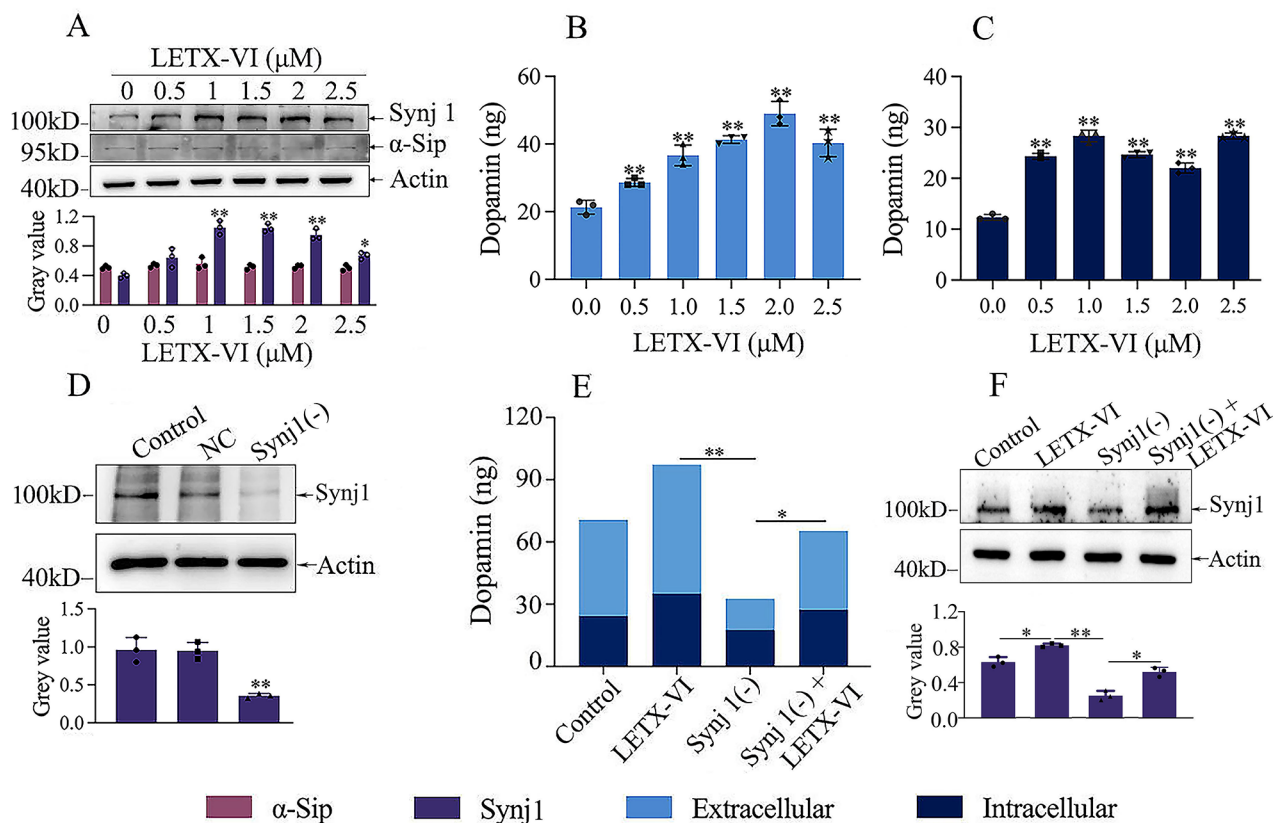 A
LETX-VI (μM)
0 0.5 1 1.5 2 2.5
100kD
Synj 1
95kD
α-Sip
40kD
Actin
Gray value
1.2
0.8
0.4
0.0
** ** ** *
0 0.5 1 1.5 2 2.5
LETX-VI (μM)
B
Dopamin (ng)
60
40
20
0
** ** ** ** **
0.0 0.5 1.0 1.5 2.0 2.5
LETX-VI (μM)
C
Dopamin (ng)
40
30
20
10
0
** ** ** ** **
0.0 0.5 1.0 1.5 2.0 2.5
LETX-VI (μM)
D
Control NC Synj1(-)
100kD
Synj1
40kD
Actin
Grey value
1.5
1.0
0.5
0.0
**
E
Dopamin (ng)
120
90
60
30
0
**
*
Control
LETX-VI
Synj 1(-)
Synj 1(-) +
LETX-VI
F
Control
LETX-VI
Synj1(-)
Synj1(-) +
LETX-VI
100kD
Synj1
40kD
Actin
Grey value
1.2
0.8
0.4
0.0
* ** *
α-Sip Synj1 Extracellular Intracellular